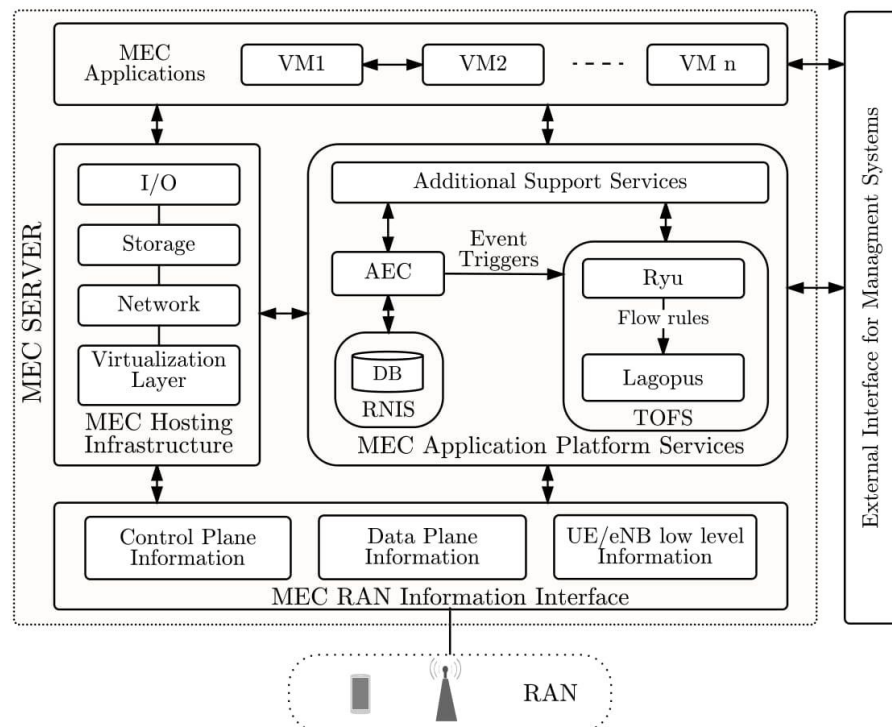 MEC
Applications
VM1
VM2
VM n
I/O
Storage
Network
Virtualization
Layer
MEC Hosting
Infrastructure
Additional Support Services
AEC
Event
Triggers
Ryu
Flow rules
Lagopus
TOFS
DB
RNIS
MEC Application Platform Services
Control Plane
Information
Data Plane
Information
UE/eNB low level
Information
MEC RAN Information Interface
MEC SERVER
External Interface for Managment Systems
RAN